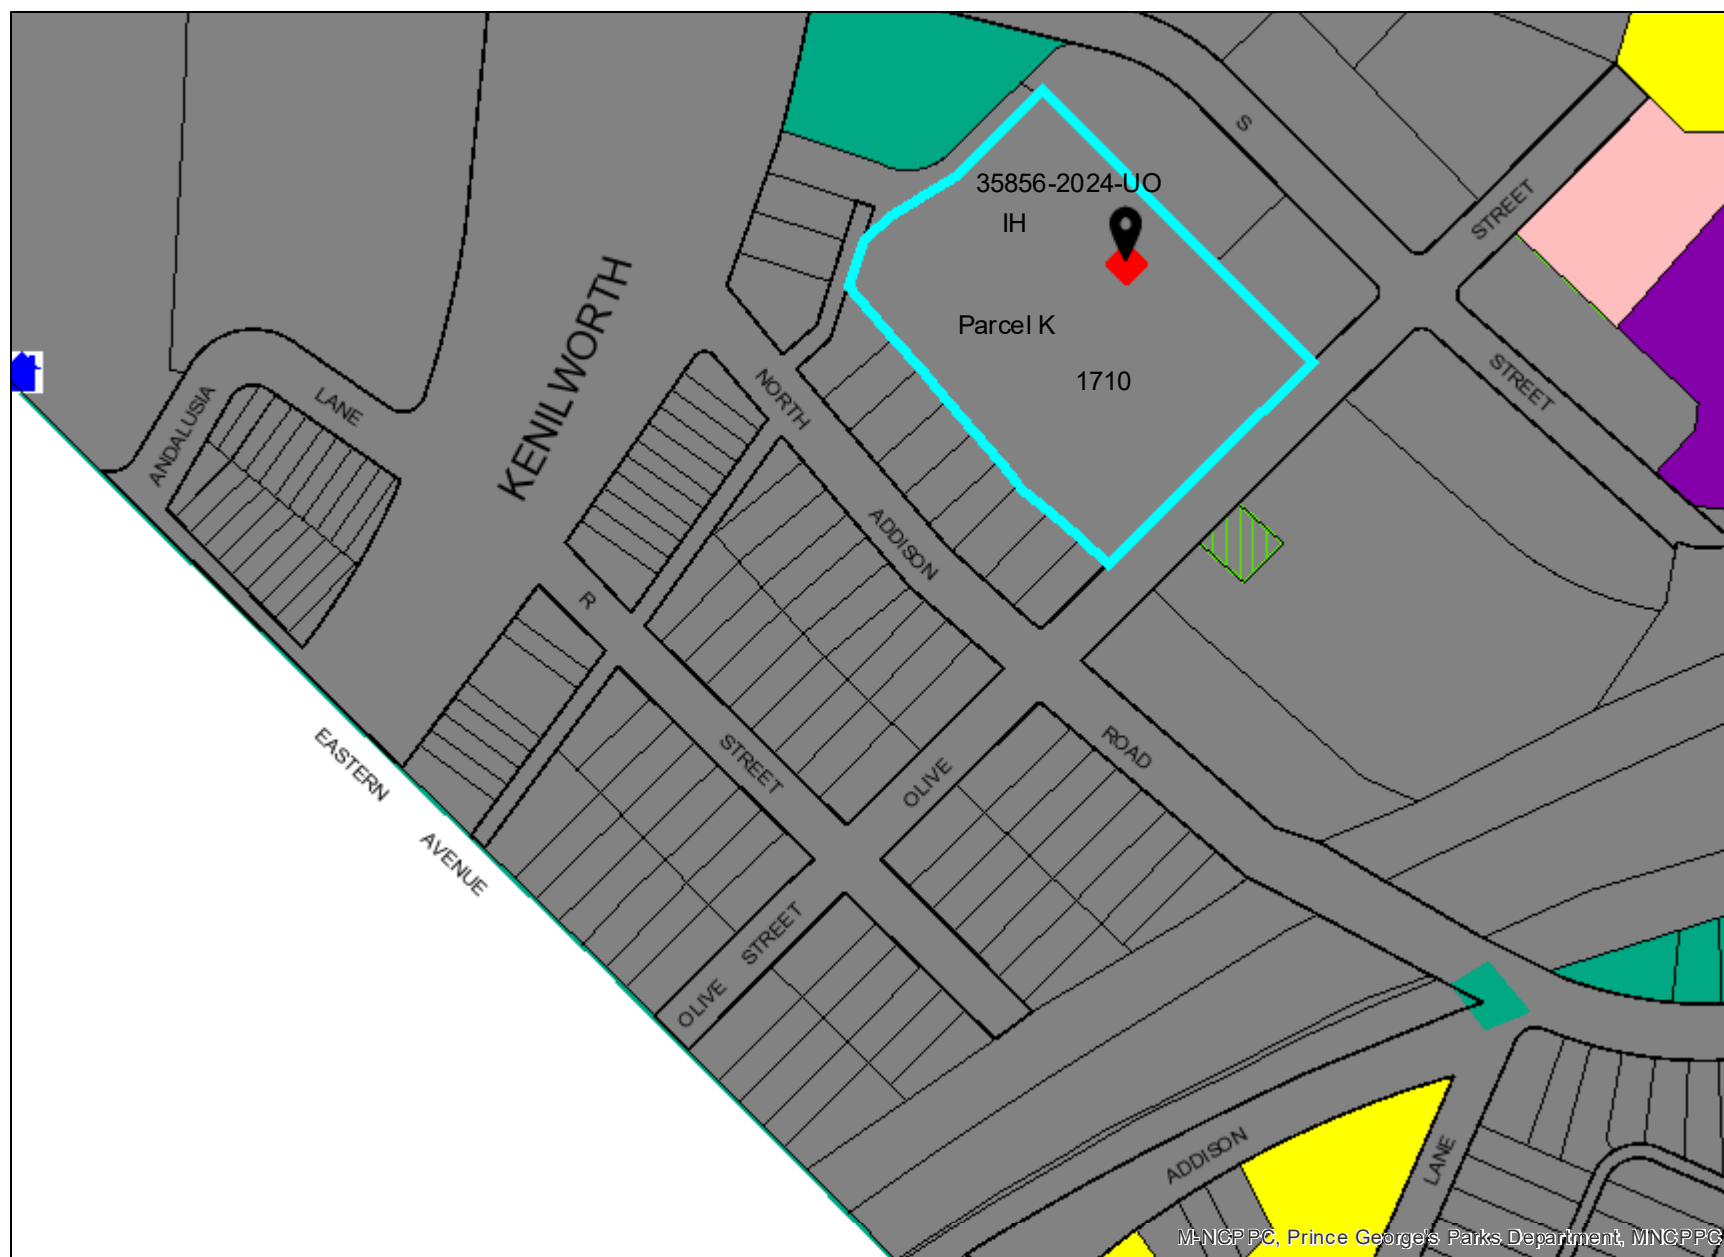 S
35856-2024-UO
IH
STREET
KENILWORTH
Parcel K
1710
STREET
ANDALUSIA
LANE
NORTH
ADDISON
R
EASTERN
AVENUE
STREET
OLIVE
ROAD
OLIVE
STREET
ADDISON
LANE
M-NCPPC, Prince George's Parks Department, MNCPPC